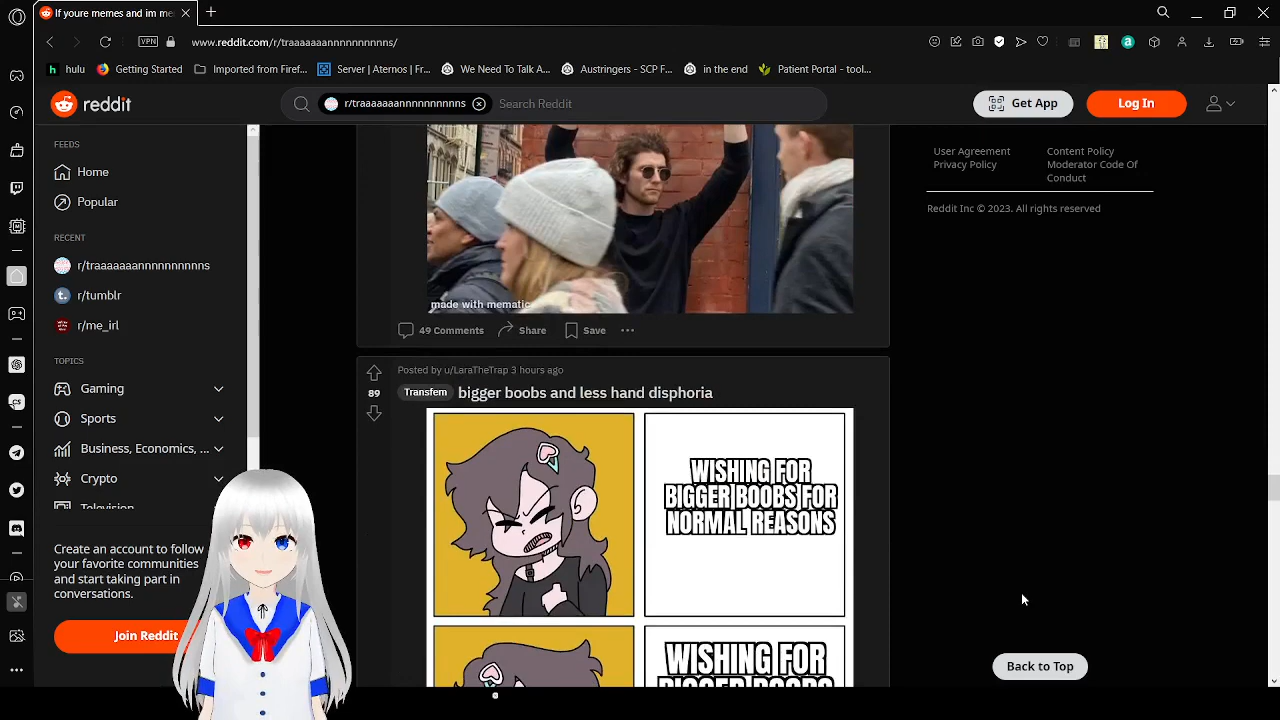 If youre memes and im me
www.reddit.com/r/traaaaaaannnnnnnnnns/
VPN
hulu
Getting Started
Imported from Firef...
Server | Aternos | Fr...
We Need To Talk A...
Austringers - SCP F...
in the end
Patient Portal - tool...
reddit
r/traaaaaaannnnnnnnnns
Search Reddit
Get App
Log In
FEEDS
Home
Popular
RECENT
r/traaaaaaannnnnnnnnns
r/tumblr
r/me_irl
TOPICS
Gaming
Sports
Business, Economics, ...
Crypto
Television
Create an account to follow
your favorite communities
and start taking part in
conversations.
Join Reddit
made with mematic
49 Comments
Share
Save
Posted by u/LaraTheTrap 3 hours ago
89
Transfem
bigger boobs and less hand disphoria
WISHING FOR
BIGGER BOOBS FOR
NORMAL REASONS
WISHING FOR
BIGGER BOOBS
User Agreement
Privacy Policy
Content Policy
Moderator Code Of
Conduct
Reddit Inc © 2023. All rights reserved
Back to Top